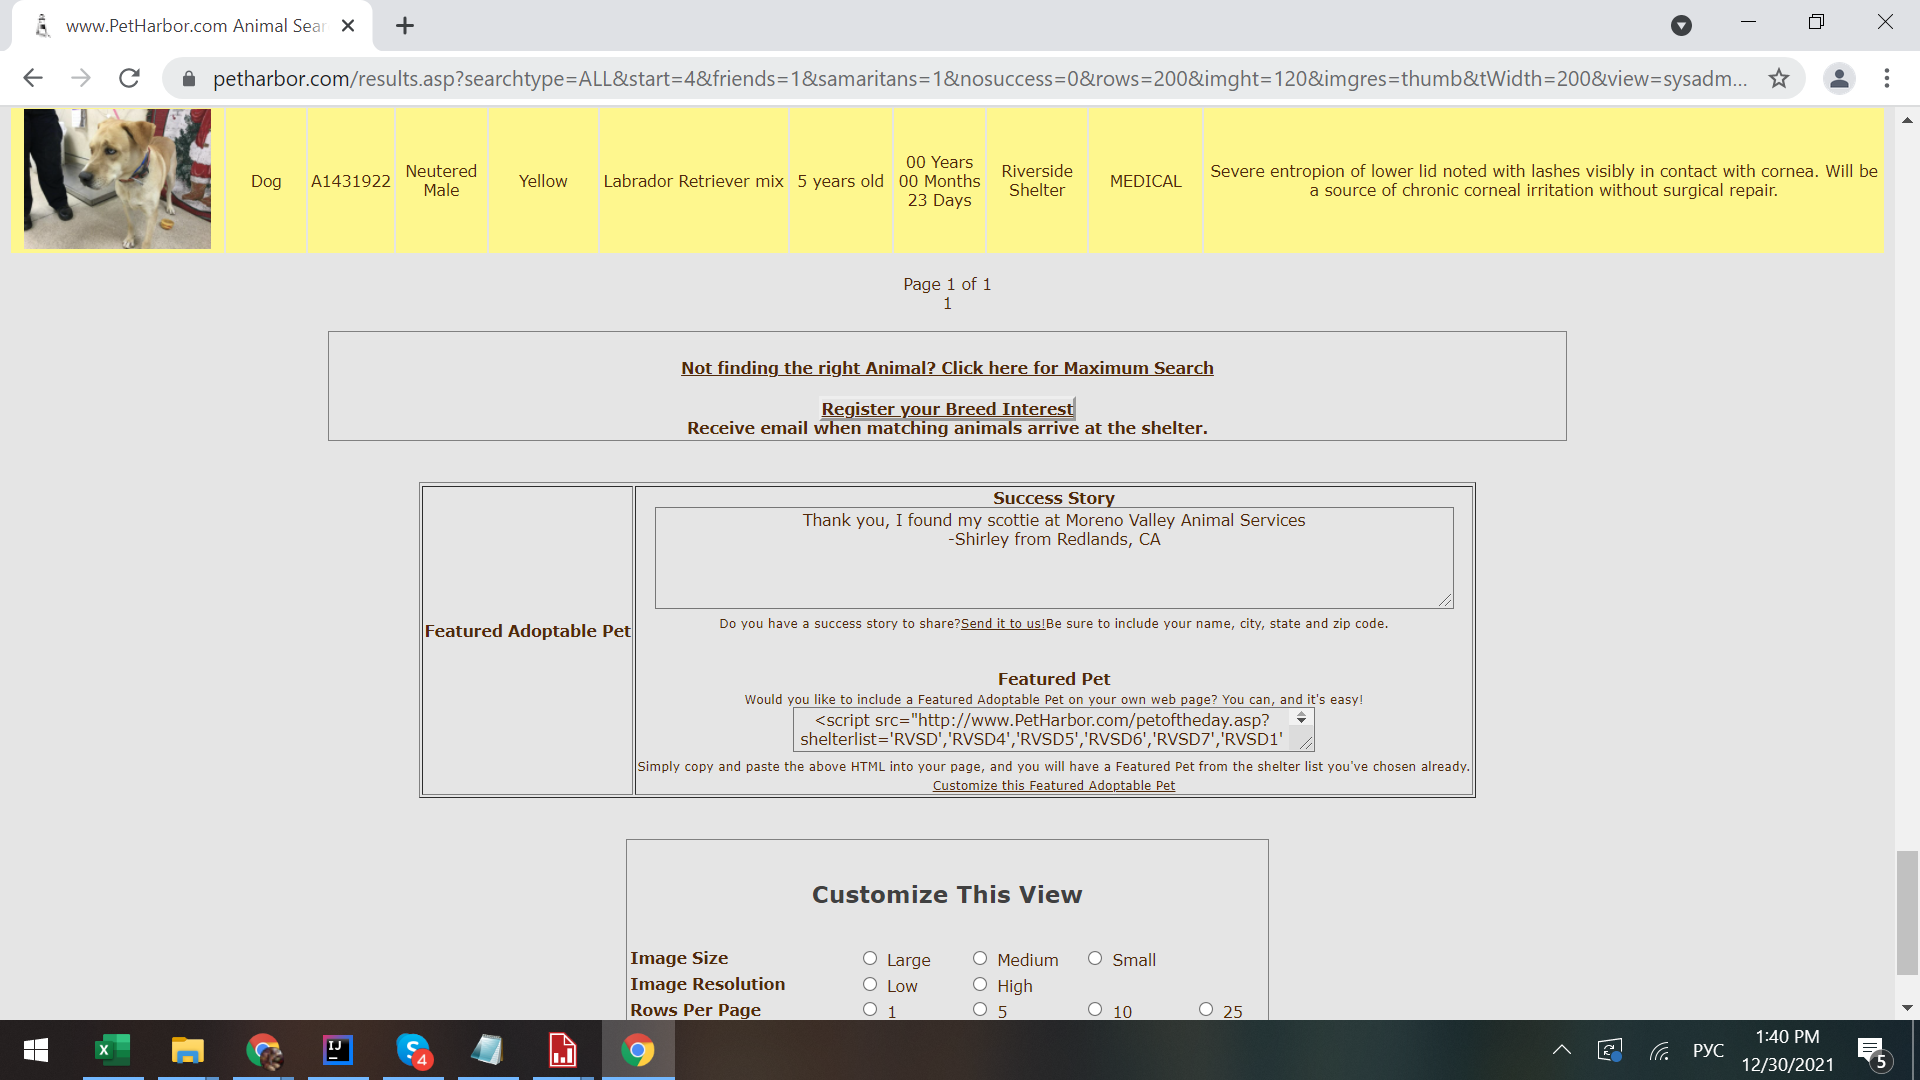 www.PetHarbor.com Animal Sear
petharbor.com/results.asp?searchtype=ALL&start=4&friends=1&samaritans=1&nosuccess=0&rows=200&imght=120&imgres=thumb&tWidth=200&view=sysadm...
Dog
A1431922
Neutered
Male
Yellow
Labrador Retriever mix
5 years old
00 Years
00 Months
23 Days
Riverside
Shelter
MEDICAL
Severe entropion of lower lid noted with lashes visibly in contact with cornea. Will be
a source of chronic corneal irritation without surgical repair.
Page 1 of 1
1
Not finding the right Animal? Click here for Maximum Search
Register your Breed Interest
Receive email when matching animals arrive at the shelter.
Featured Adoptable Pet
Success Story
Thank you, I found my scottie at Moreno Valley Animal Services
-Shirley from Redlands, CA
Do you have a success story to share?Send it to us!Be sure to include your name, city, state and zip code.
Featured Pet
Would you like to include a Featured Adoptable Pet on your own web page? You can, and it's easy!
<script src="http://www.PetHarbor.com/petoftheday.asp?
shelterlist='RVSD','RVSD4','RVSD5','RVSD6','RVSD7','RVSD1'
Simply copy and paste the above HTML into your page, and you will have a Featured Pet from the shelter list you've chosen already.
Customize this Featured Adoptable Pet
Customize This View
Image Size Large Medium Small
Image Resolution Low High
Rows Per Page 1 5 10 25
X
IJ
S
4
РУС
1:40 PM
12/30/2021
5